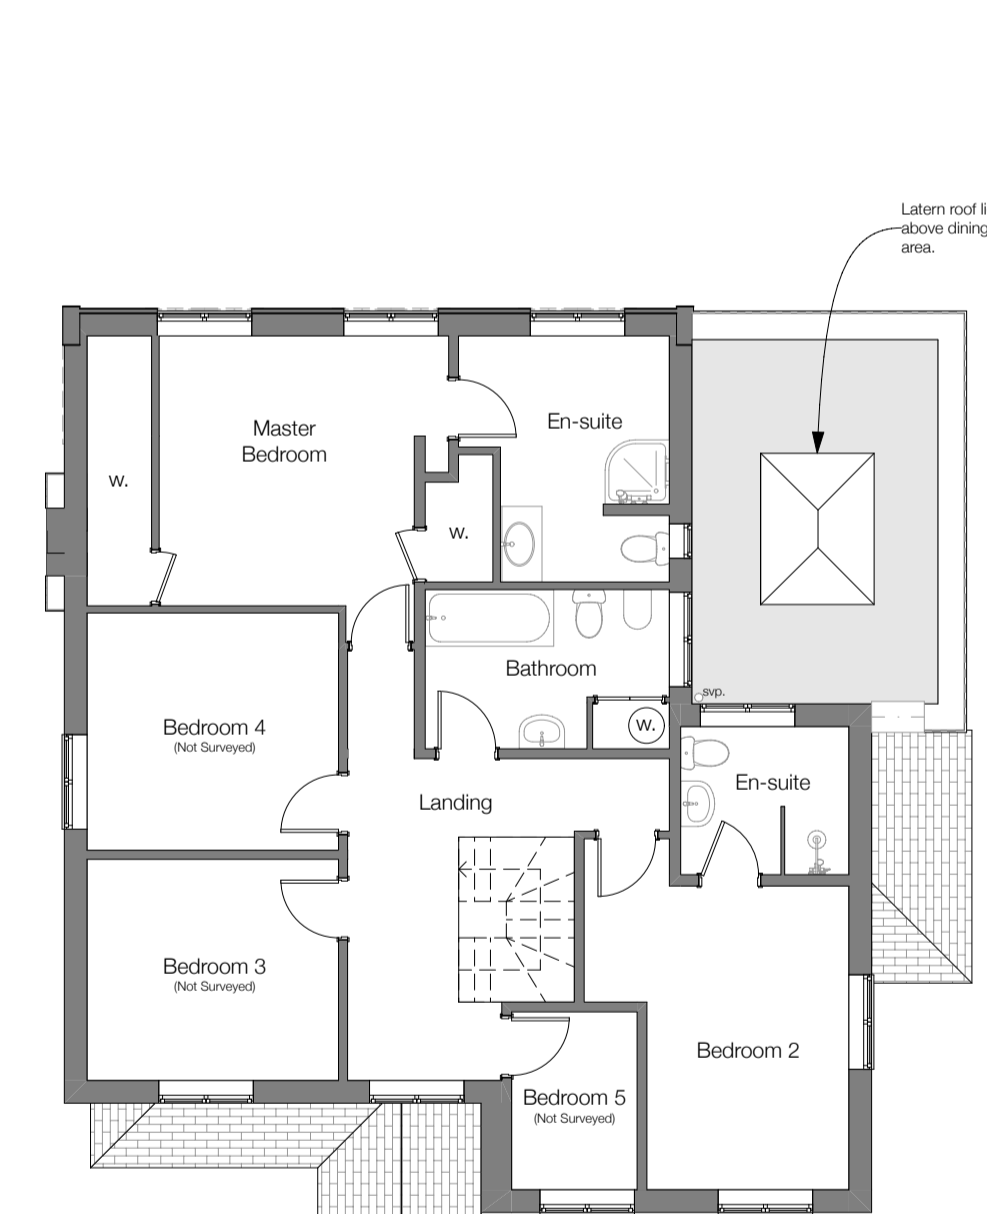 Latern roof li
above dining
area.
Master
Bedroom
En-suite
w.
w.
Bathroom
svp.
w.
Bedroom 4
(Not Surveyed)
En-suite
Landing
Bedroom 3
(Not Surveyed)
Bedroom 2
Bedroom 5
(Not Surveyed)